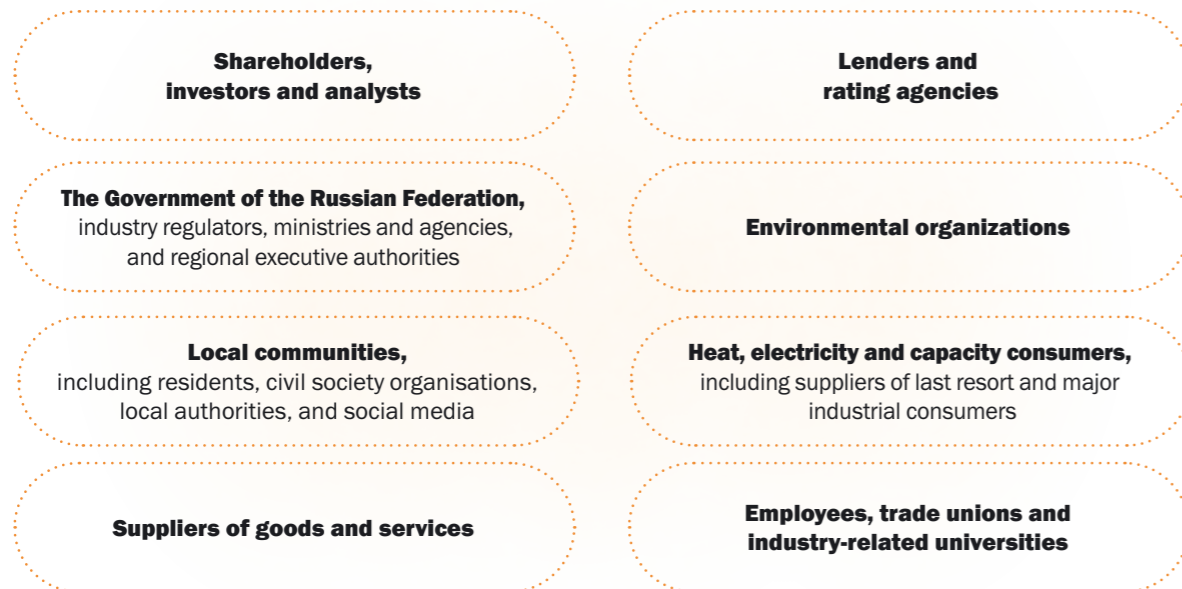 Shareholders,
investors and analysts
Lenders and
rating agencies
The Government of the Russian Federation,
industry regulators, ministries and agencies,
and regional executive authorities
Environmental organizations
Local communities,
including residents, civil society organisations,
local authorities, and social media
Heat, electricity and capacity consumers,
including suppliers of last resort and major
industrial consumers
Suppliers of goods and services
Employees, trade unions and
industry-related universities